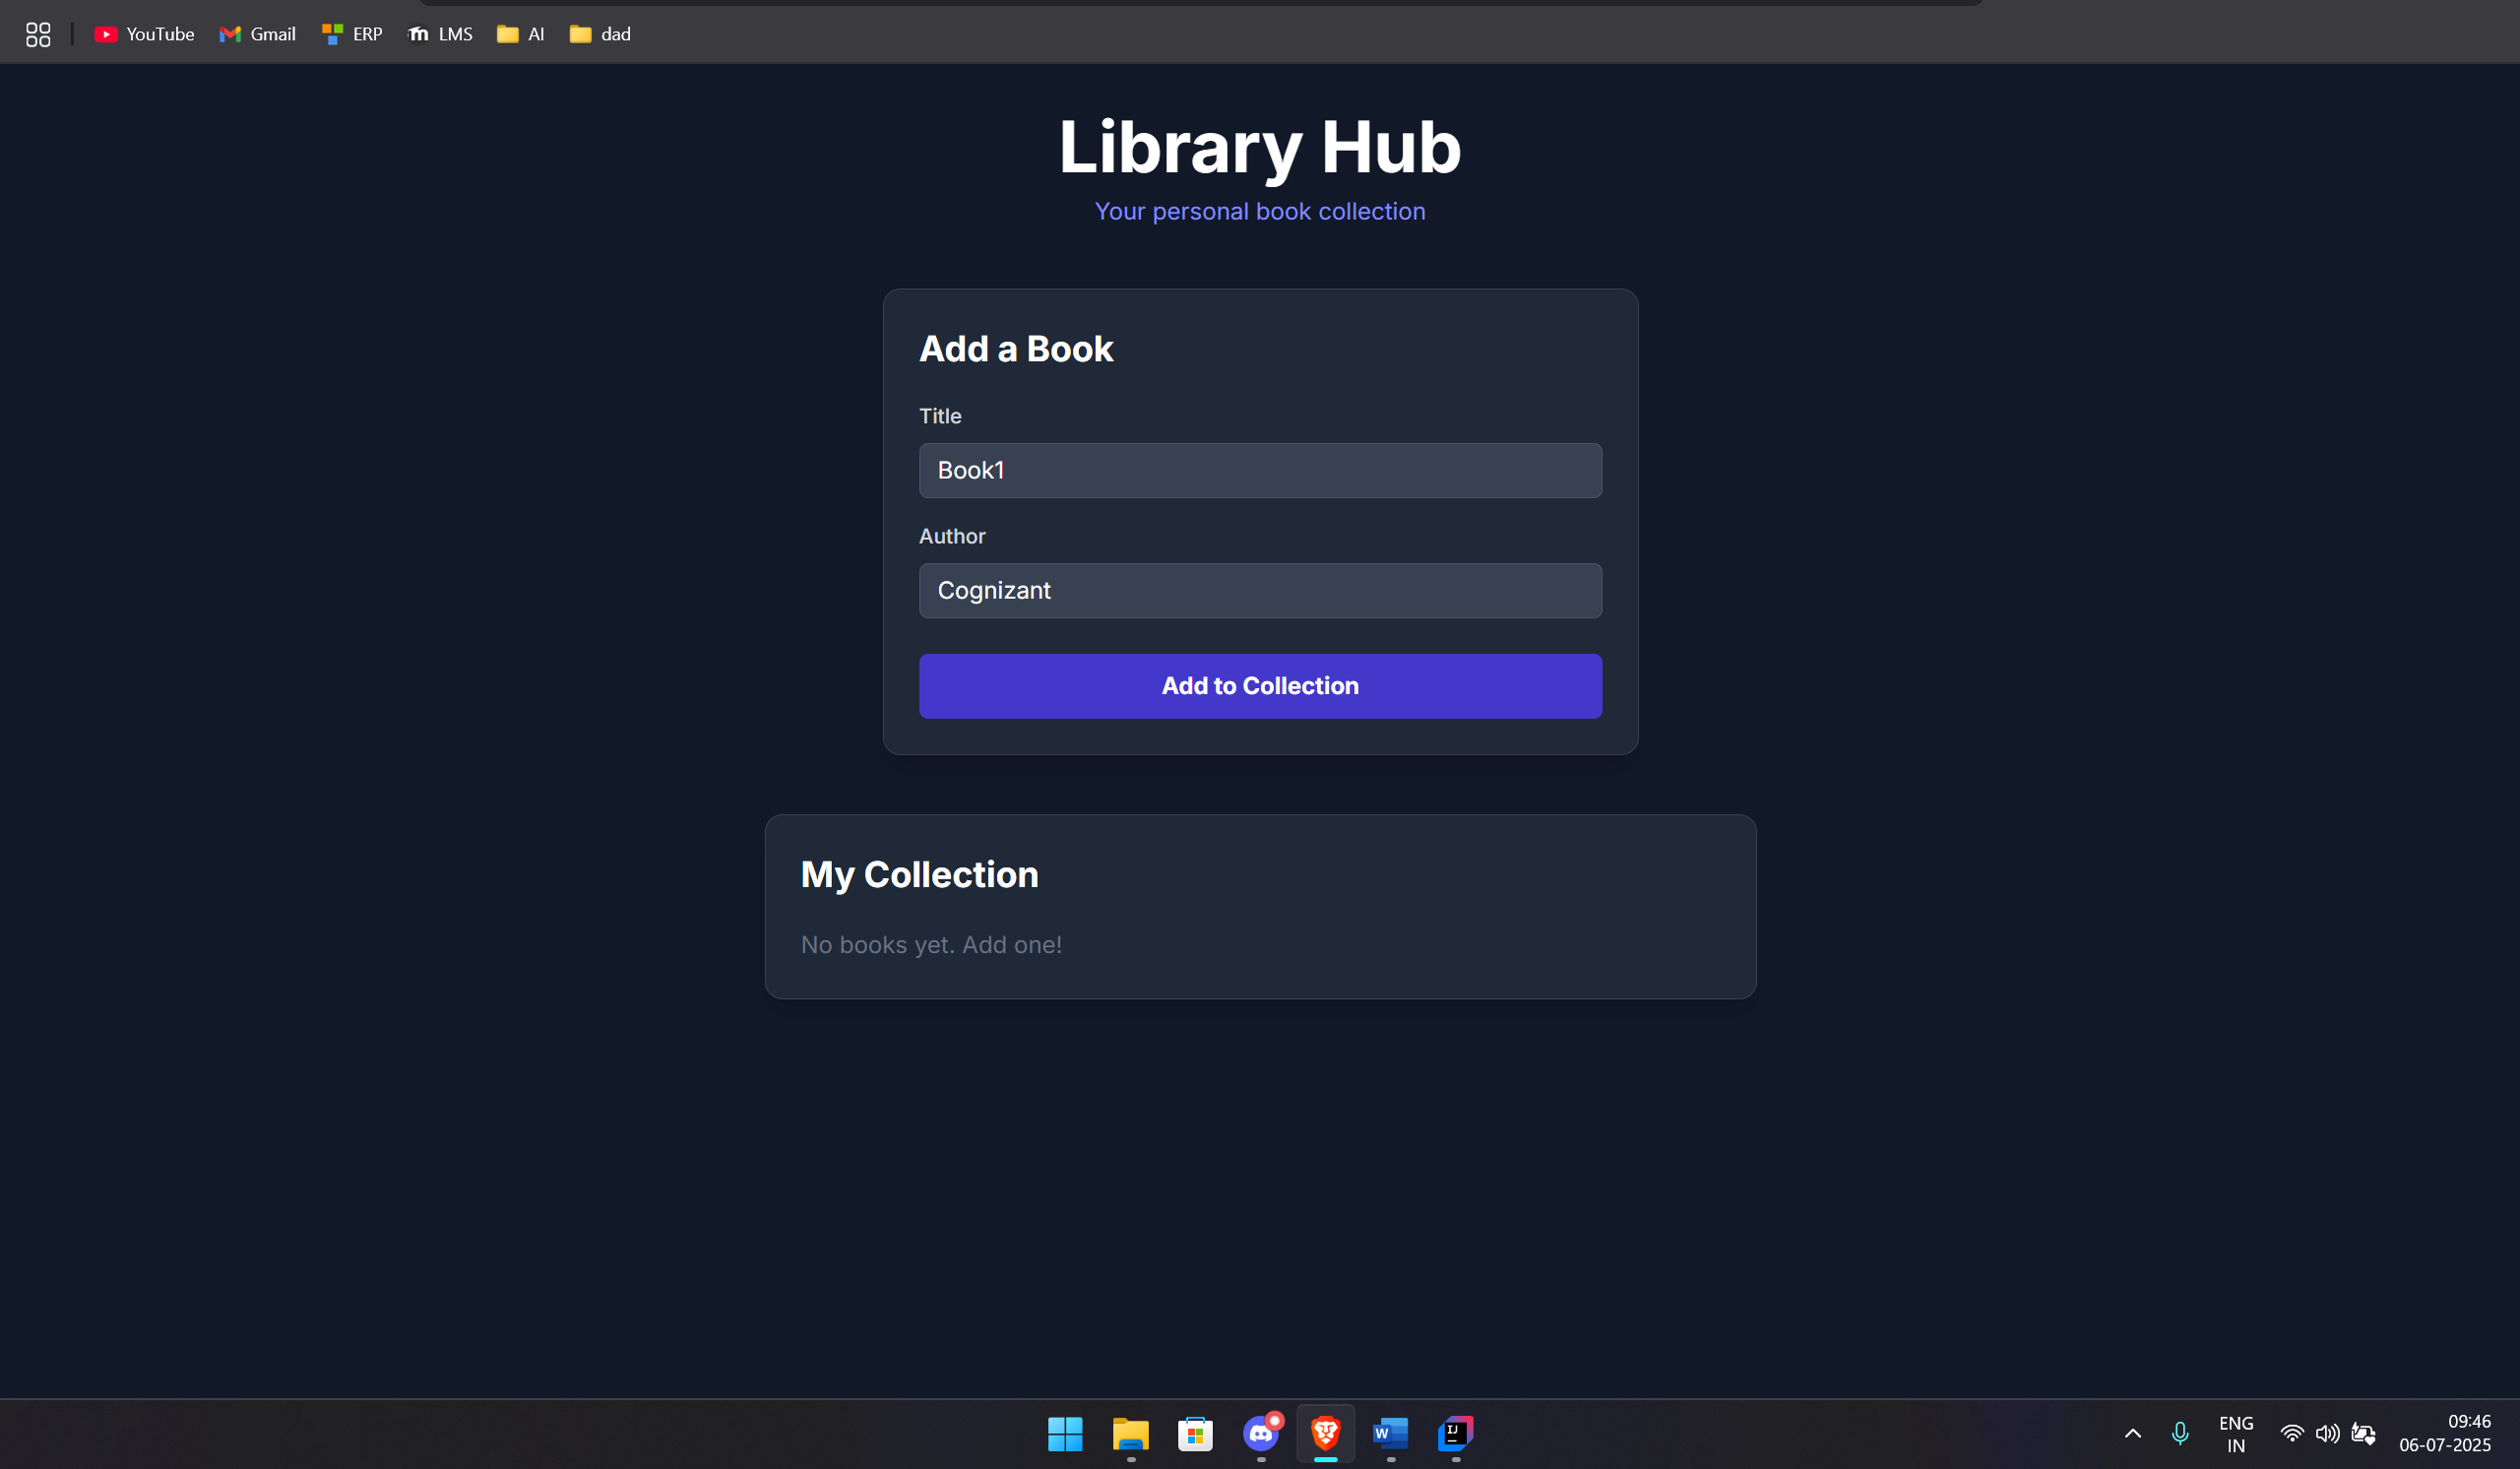 YouTube Gmail ERP LMS AI dad
Library Hub
Your personal book collection
Add a Book
Title
Book1
Author
Cognizant
Add to Collection
My Collection
No books yet. Add one!
W IJ
ENG 09:46
IN 06-07-2025